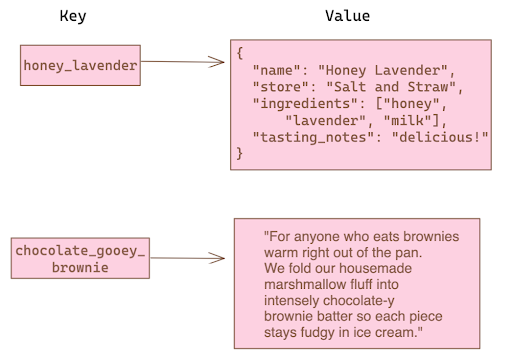 Key
Value
honey_lavender
{
"name": "Honey Lavender",
"store": "Salt and Straw",
"ingredients": ["honey",
"lavender", "milk"],
"tasting_notes": "delicious!"
}
chocolate_gooey_
brownie
"For anyone who eats brownies
warm right out of the pan.
We fold our housemade
marshmallow fluff into
intensely chocolate-y
brownie batter so each piece
stays fudgy in ice cream."